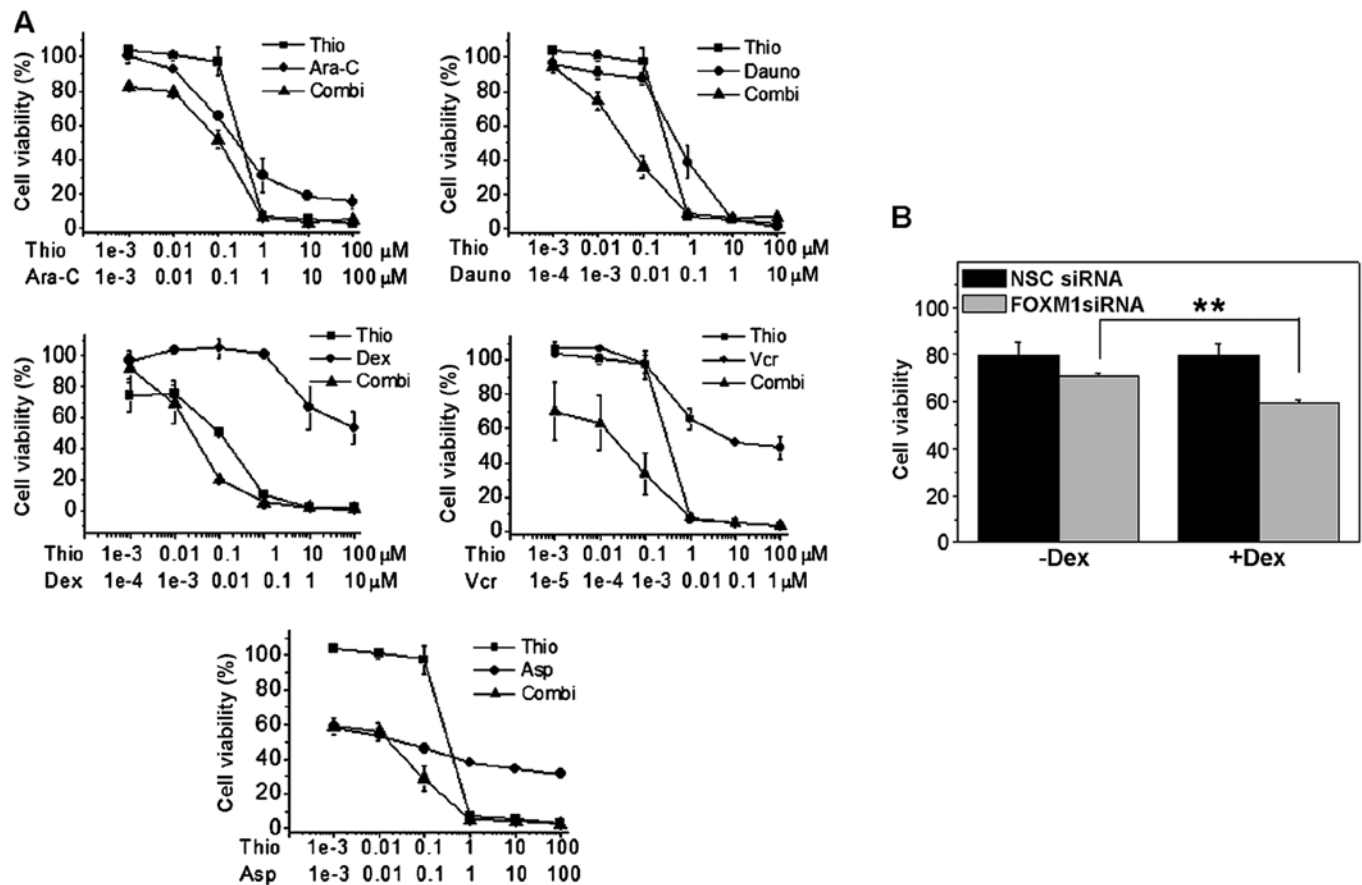 A
Cell viability (%)
100
80
60
40
20
0
Thio
Ara-C
Combi
Thio 1e-3 0.01 0.1 1 10 100 µM
Ara-C 1e-3 0.01 0.1 1 10 100 µM
Cell viability (%)
100
80
60
40
20
0
Thio
Dauno
Combi
Thio 1e-3 0.01 0.1 1 10 100 µM
Dauno 1e-4 1e-3 0.01 0.1 1 10 µM
Cell viability (%)
100
80
60
40
20
0
Thio
Dex
Combi
Thio 1e-3 0.01 0.1 1 10 100 µM
Dex 1e-4 1e-3 0.01 0.1 1 10 µM
Cell viability (%)
100
80
60
40
20
0
Thio
Vcr
Combi
Thio 1e-3 0.01 0.1 1 10 100 µM
Vcr 1e-5 1e-4 1e-3 0.01 0.1 1 µM
Cell viability (%)
100
80
60
40
20
0
Thio
Asp
Combi
Thio 1e-3 0.01 0.1 1 10 100
Asp 1e-3 0.01 0.1 1 10 100
B
Cell viability
100
80
60
40
20
0
NSC siRNA
FOXM1siRNA
**
-Dex +Dex